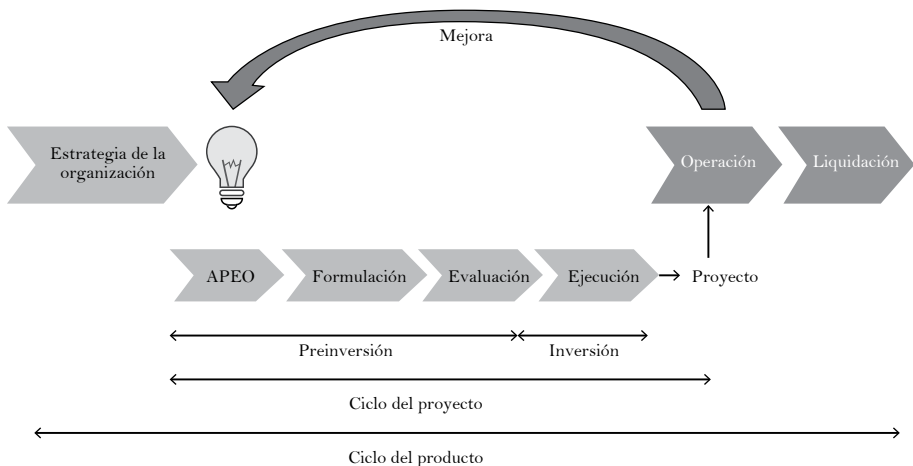 Mejora
Estrategia de la
organización
Operación
Liquidación
APEO
Formulación
Evaluación
Ejecución
Proyecto
Preinversión
Inversión
Ciclo del proyecto
Ciclo del producto